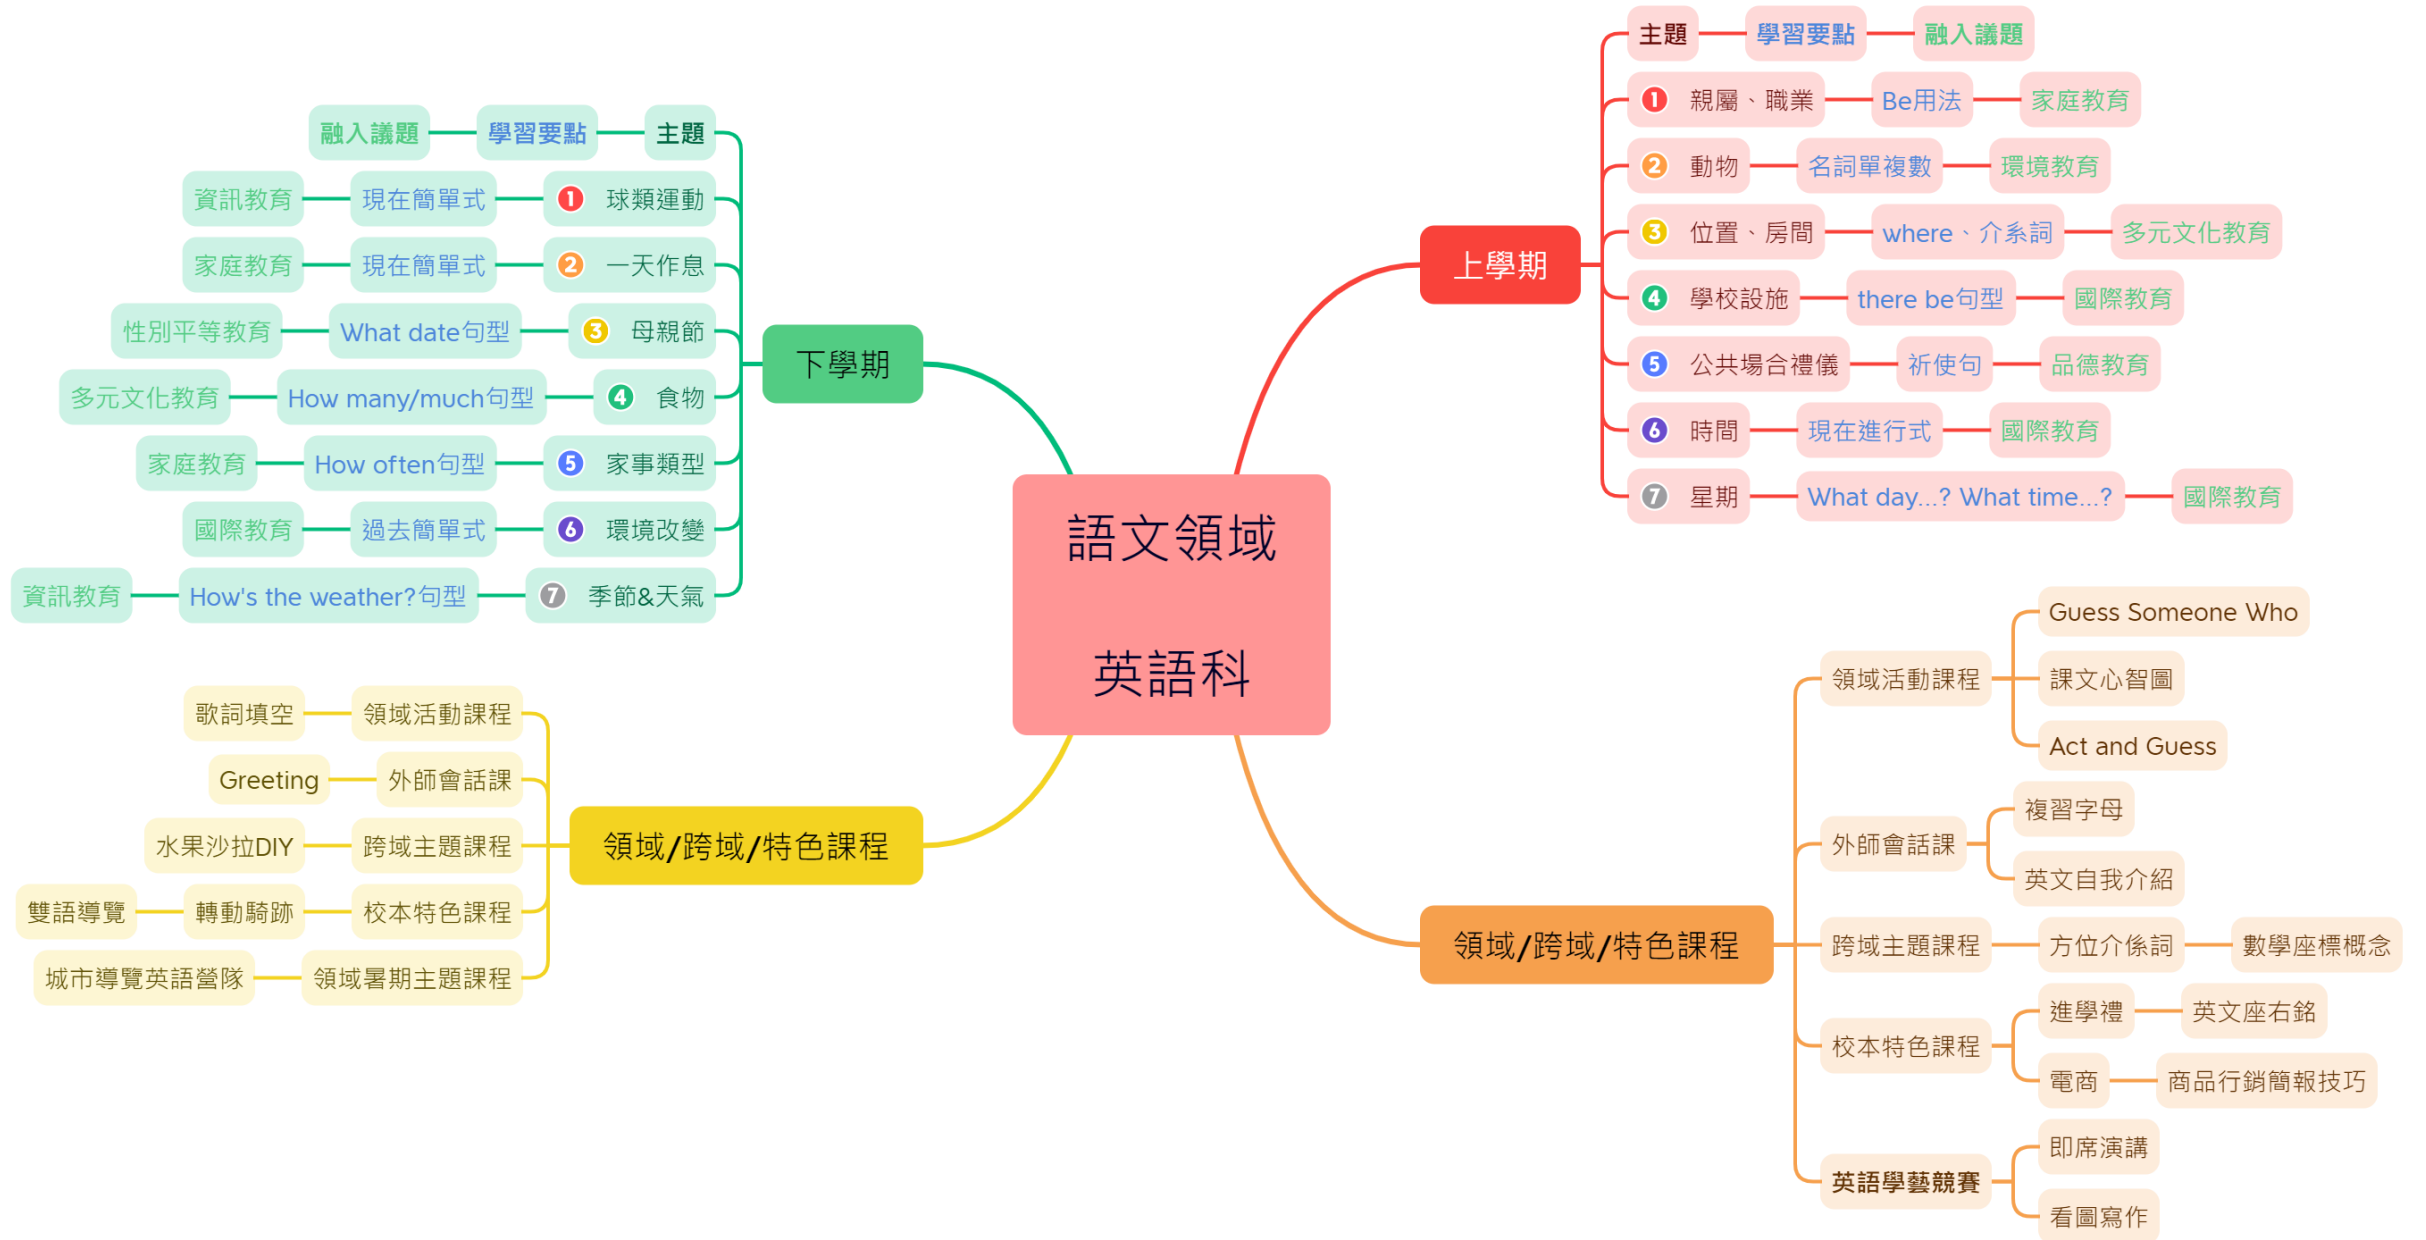 語文領域
英語科
上學期
主題 學習要點 融入議題
1 親屬、職業 Be用法 家庭教育
2 動物 名詞單複數 環境教育
3 位置、房間 where、介系詞 多元文化教育
4 學校設施 there be句型 國際教育
5 公共場合禮儀 祈使句 品德教育
6 時間 現在進行式 國際教育
7 星期 What day...? What time...? 國際教育
領域/跨域/特色課程
領域活動課程
Guess Someone Who
課文心智圖
Act and Guess
外師會話課
複習字母
英文自我介紹
跨域主題課程 方位介係詞 數學座標概念
校本特色課程
進學禮 英文座右銘
電商 商品行銷簡報技巧
英語學藝競賽
即席演講
看圖寫作
下學期
融入議題 學習要點 主題
資訊教育 現在簡單式 1 球類運動
家庭教育 現在簡單式 2 一天作息
性別平等教育 What date句型 3 母親節
多元文化教育 How many/much句型 4 食物
家庭教育 How often句型 5 家事類型
國際教育 過去簡單式 6 環境改變
資訊教育 How's the weather?句型 7 季節&天氣
領域/跨域/特色課程
歌詞填空 領域活動課程
Greeting 外師會話課
水果沙拉DIY 跨域主題課程
雙語導覽 轉動騎跡 校本特色課程
城市導覽英語營隊 領域暑期主題課程